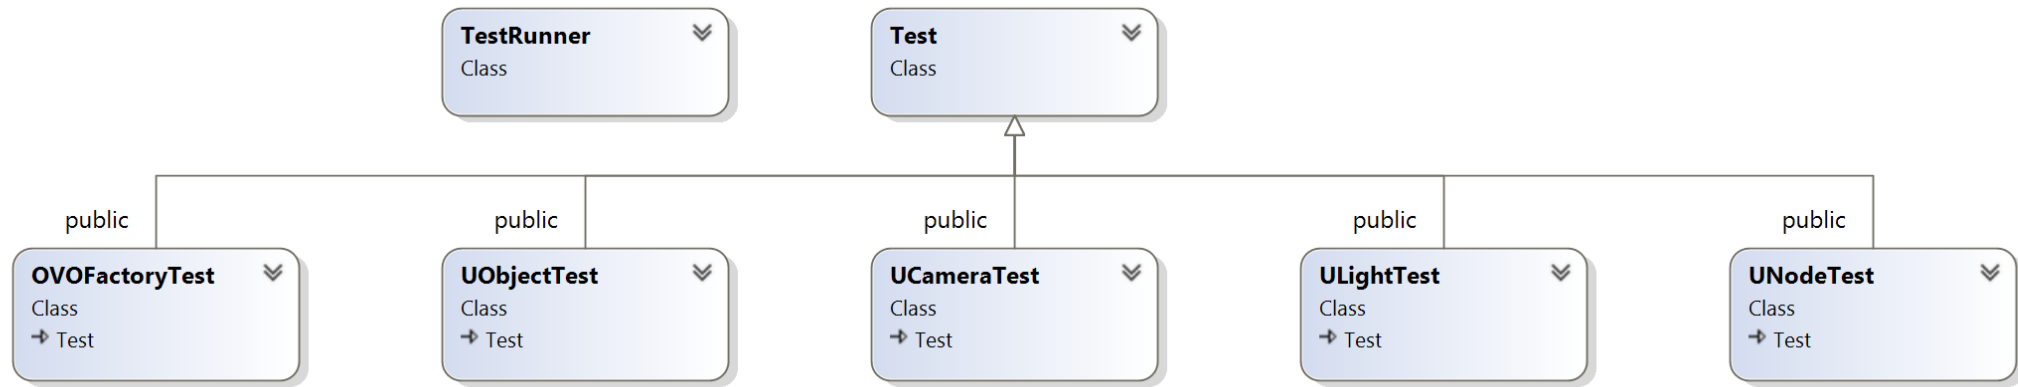 TestRunner
Class
Test
Class
public
public
public
public
public
OVOFactoryTest
Class
Test
UObjectTest
Class
Test
UCameraTest
Class
Test
ULightTest
Class
Test
UNodeTest
Class
Test